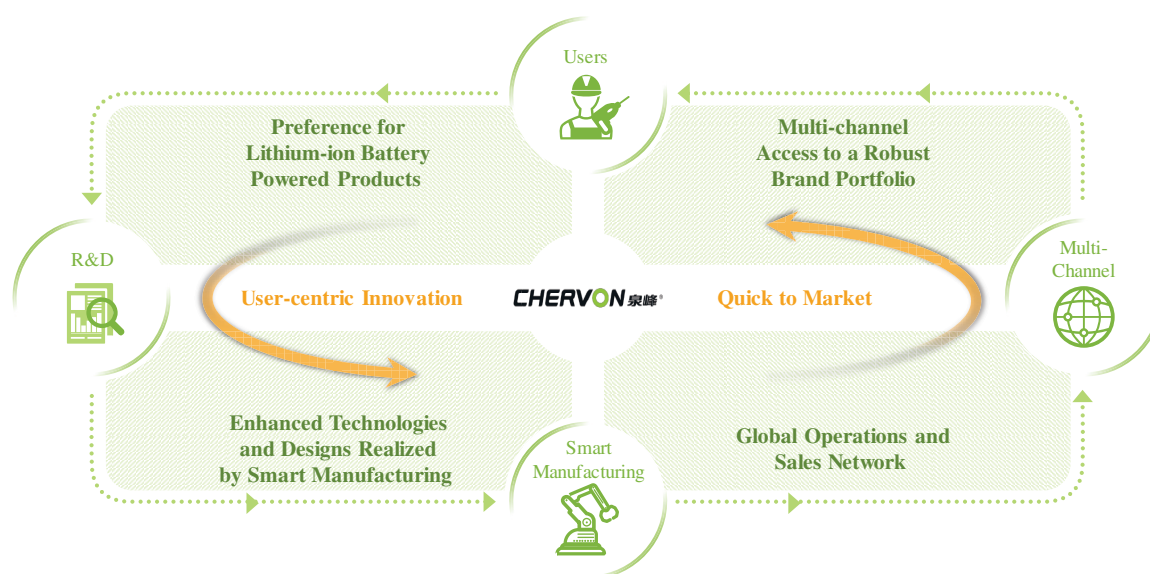 Users
Preference for
Lithium-ion Battery
Powered Products
Multi-channel
Access to a Robust
Brand Portfolio
R&D
User-centric Innovation
CHERVON 泉峰®
Quick to Market
Multi-
Channel
Enhanced Technologies
and Designs Realized
by Smart Manufacturing
Smart
Manufacturing
Global Operations and
Sales Network